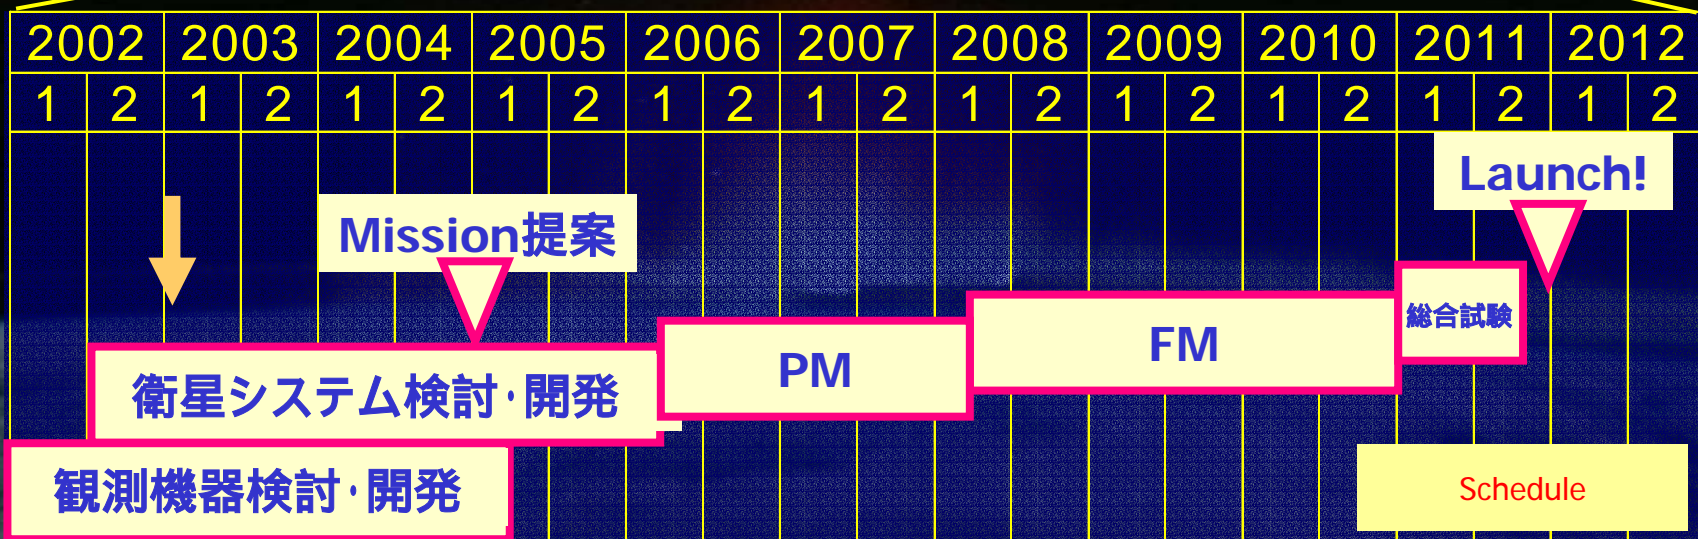 2002 2003 2004 2005 2006 2007 2008 2009 2010 2011 2012
1 2 1 2 1 2 1 2 1 2 1 2 1 2 1 2 1 2 1 2 1 2
Launch!
Mission提案
総合試験
FM
PM
衛星システム検討・開発
観測機器検討・開発
Schedule